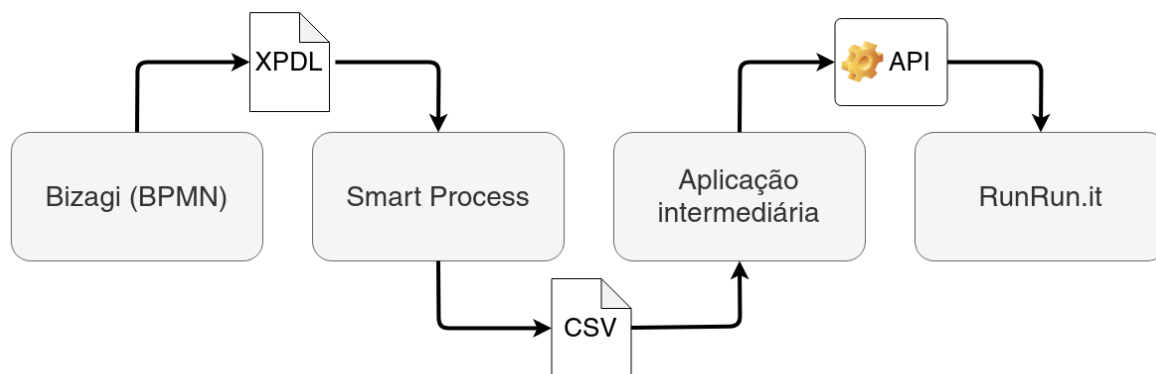 XPDL
API
Bizagi (BPMN)
Smart Process
Aplicação
intermediária
RunRun.it
CSV